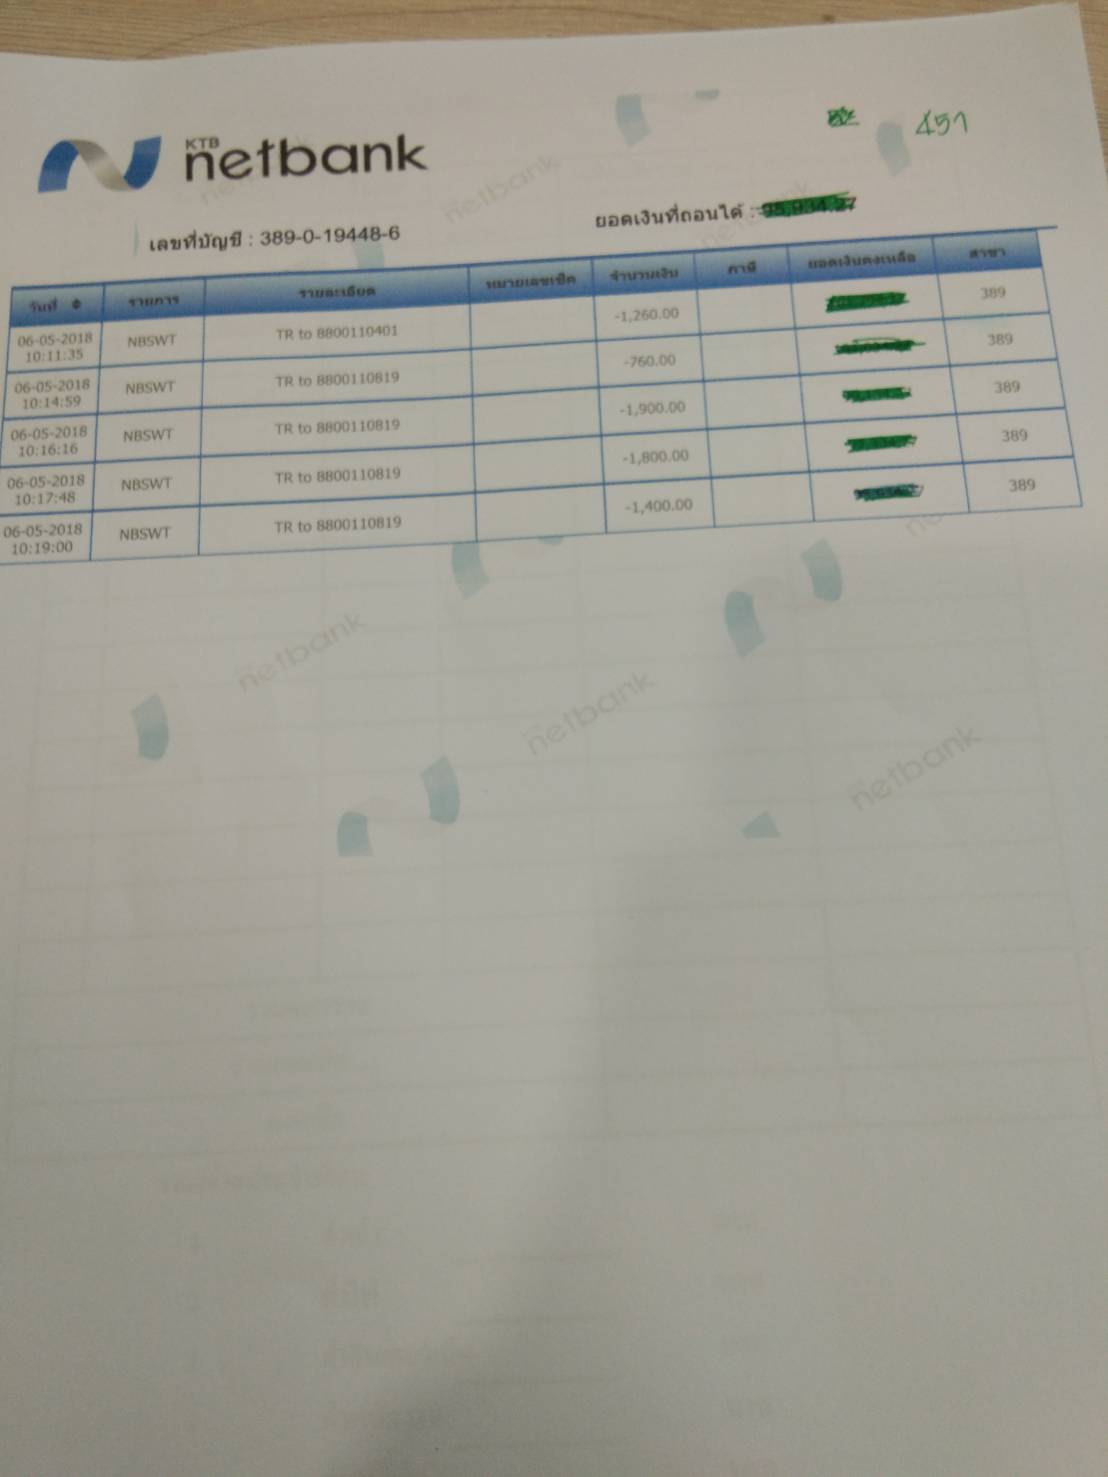 451
KTB
netbank
เลขที่บัญชี : 389-0-19448-6
ยอดเงินที่ถอนได้ :
วันที่ รายการ รายละเอียด หมายเลขเช็ค จำนวนเงิน ภาษี ยอดเงินคงเหลือ สาขา
06-05-2018 10:11:35 NBSWT TR to 8800110401 -1,260.00 389
06-05-2018 10:14:59 NBSWT TR to 8800110819 -760.00 389
06-05-2018 10:16:16 NBSWT TR to 8800110819 -1,900.00 389
06-05-2018 10:17:48 NBSWT TR to 8800110819 -1,800.00 389
06-05-2018 10:19:00 NBSWT TR to 8800110819 -1,400.00 389
netbank
netbank
netbank